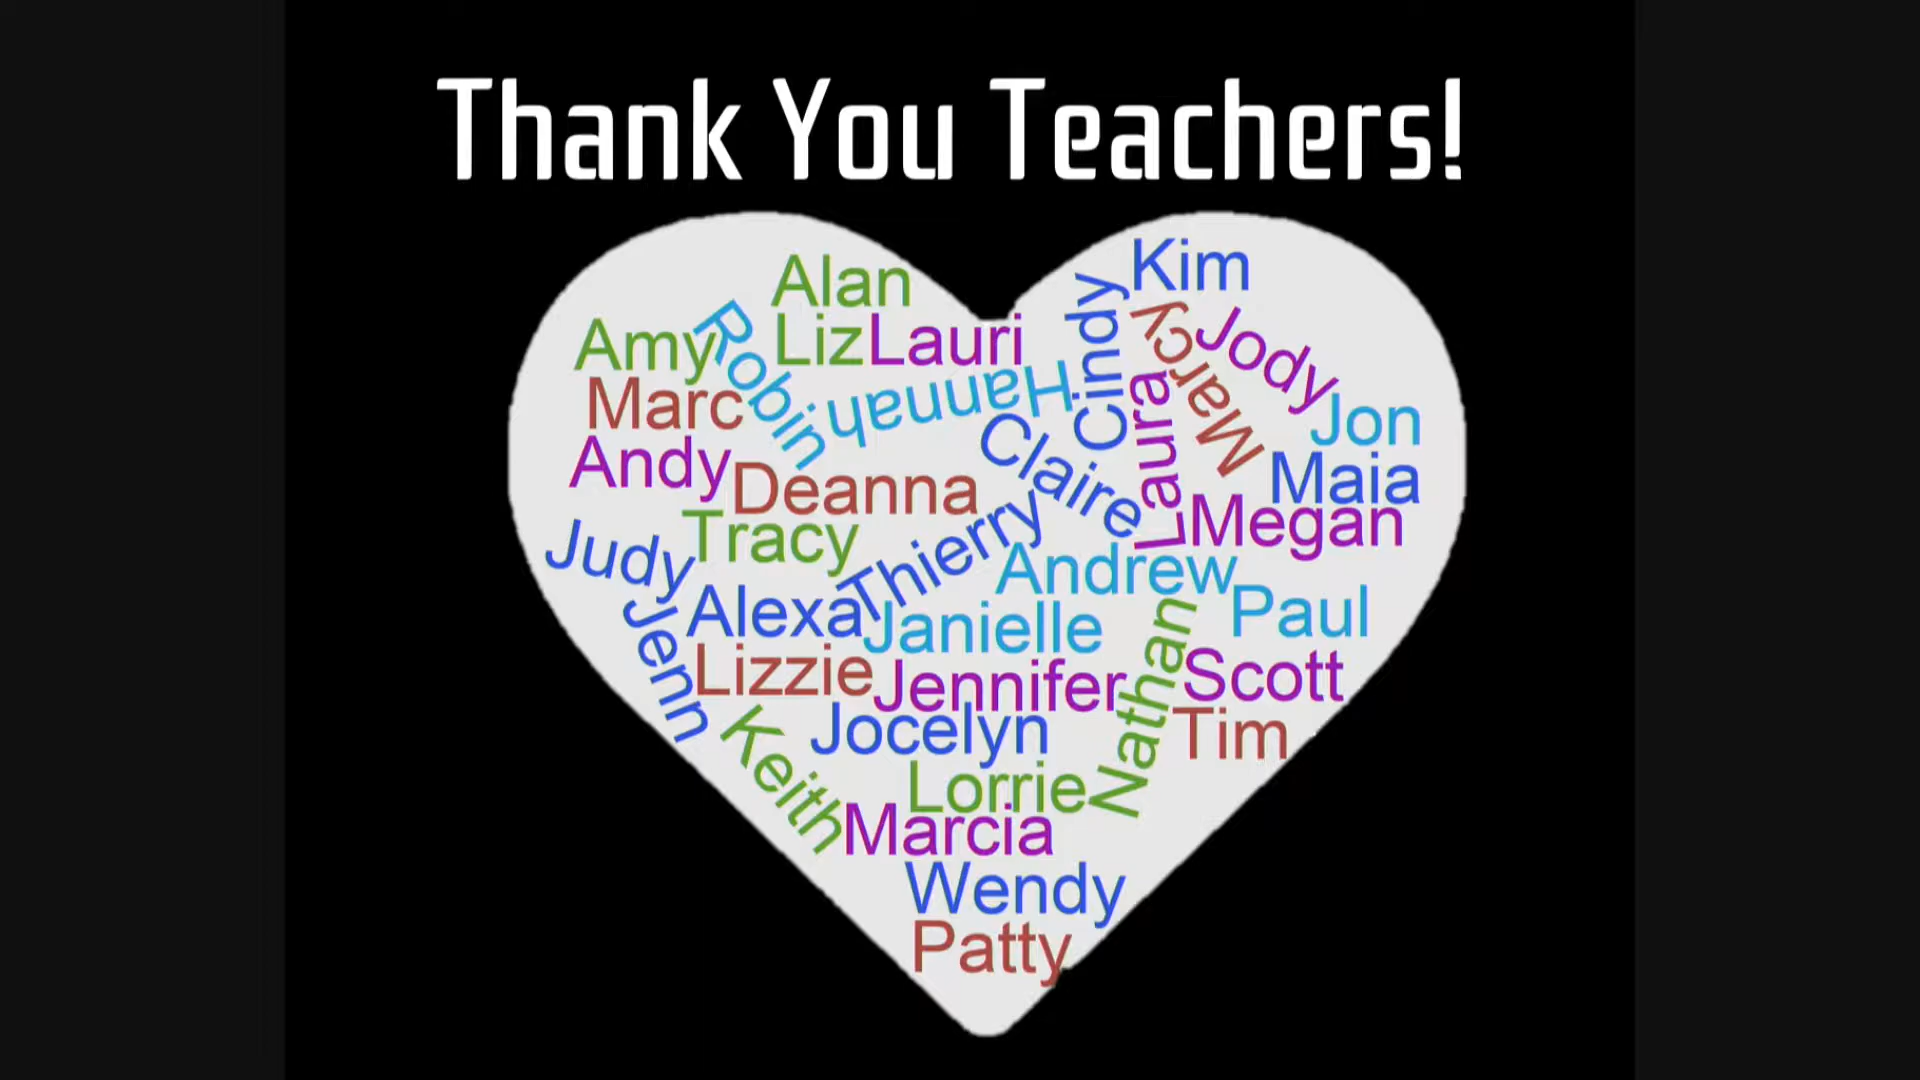 Thank You Teachers!
Kim
Alan
Cindy
Marcy
Jody
Amy
Robin
Liz
Lauri
Hannah
Marc
Laura
Jon
Claire
Andy
Deanna
Maia
Megan
Tracy
Thierry
Judy
Andrew
Alexa
Janielle
Paul
Jenn
Lizzie
Jennifer
Nathan
Scott
Jocelyn
Tim
Keith
Lorrie
Marcia
Wendy
Patty